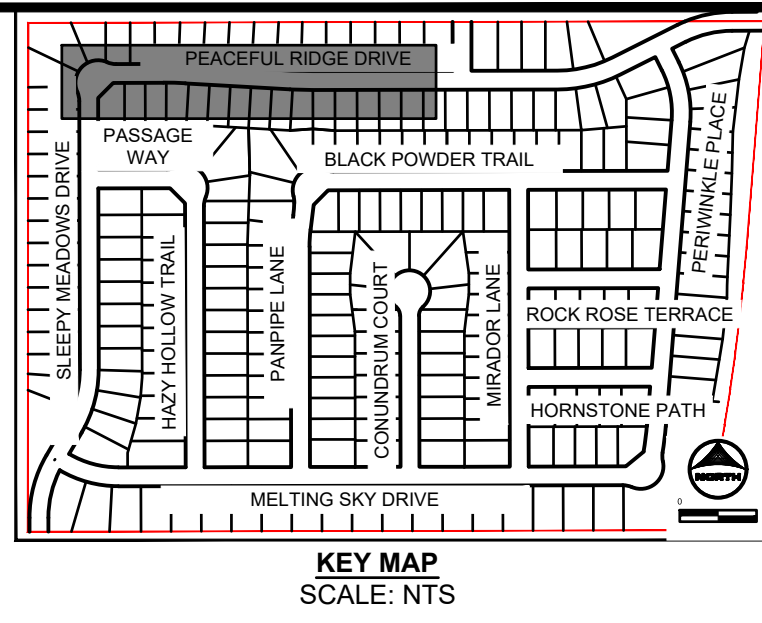 PEACEFUL RIDGE DRIVE
PASSAGE
WAY
BLACK POWDER TRAIL
SLEEPY MEADOWS DRIVE
PERIWINKLE PLACE
HAZY HOLLOW TRAIL
PANPIPE LANE
CONUNDRUM COURT
MIRADOR LANE
ROCK ROSE TERRACE
HORNSTONE PATH
NORTH
0
MELTING SKY DRIVE
KEY MAP
SCALE: NTS